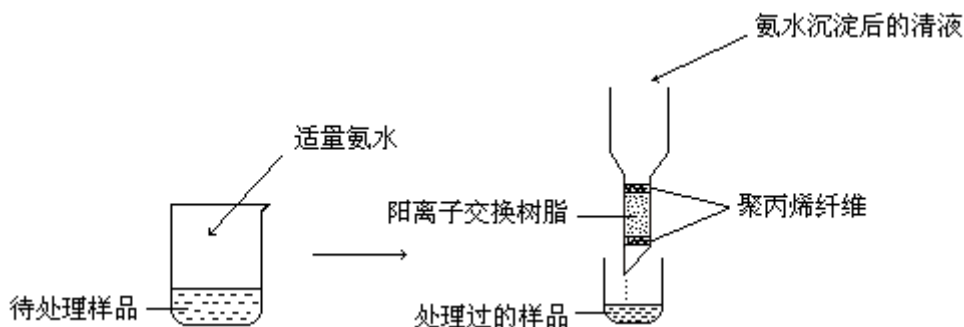 氨水沉淀后的清液
适量氨水
阳离子交换树脂
聚丙烯纤维
待处理样品
处理过的样品